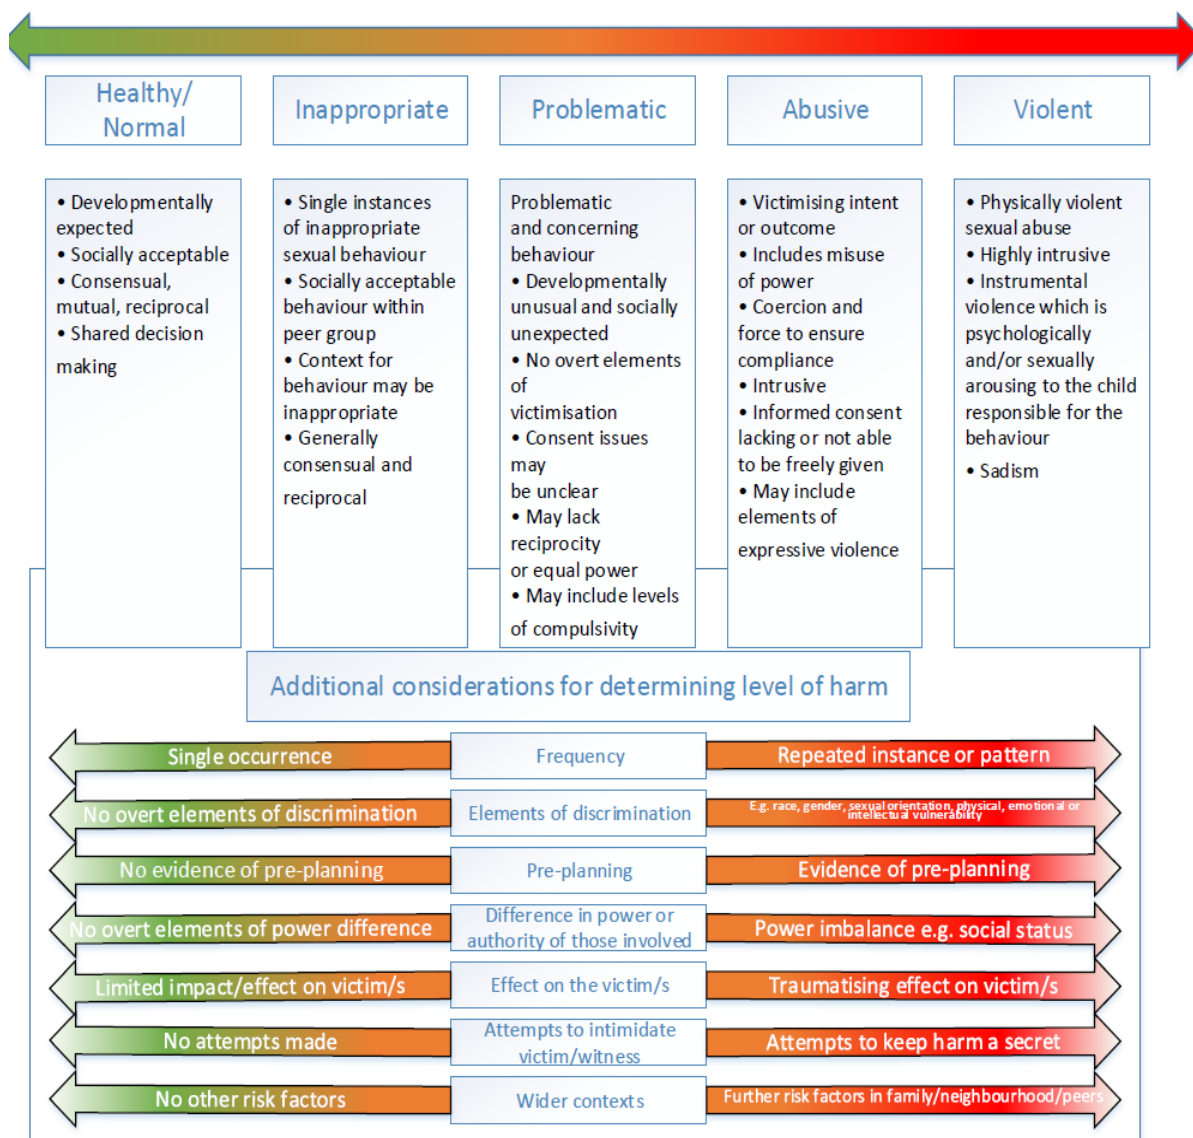 Healthy/
Normal
Inappropriate
Problematic
Abusive
Violent
• Developmentally
expected
• Socially acceptable
• Consensual,
mutual, reciprocal
• Shared decision
making
• Single instances
of inappropriate
sexual behaviour
• Socially acceptable
behaviour within
peer group
• Context for
behaviour may be
inappropriate
• Generally
consensual and
reciprocal
Problematic
and concerning
behaviour
• Developmentally
unusual and socially
unexpected
• No overt elements
of
victimisation
• Consent issues
may
be unclear
• May lack
reciprocity
or equal power
• May include levels
of compulsivity
• Victimising intent
or outcome
• Includes misuse
of power
• Coercion and
force to ensure
compliance
• Intrusive
• Informed consent
lacking or not able
to be freely given
• May include
elements of
expressive violence
• Physically violent
sexual abuse
• Highly intrusive
• Instrumental
violence which is
psychologically
and/or sexually
arousing to the child
responsible for the
behaviour
• Sadism
Additional considerations for determining level of harm
Single occurrence
Frequency
Repeated instance or pattern
No overt elements of discrimination
Elements of discrimination
E.g. race, gender, sexual orientation, physical, emotional or
intellectual vulnerability
No evidence of pre-planning
Pre-planning
Evidence of pre-planning
No overt elements of power difference
Difference in power or
authority of those involved
Power imbalance e.g. social status
Limited impact/effect on victim/s
Effect on the victim/s
Traumatising effect on victim/s
No attempts made
Attempts to intimidate
victim/witness
Attempts to keep harm a secret
No other risk factors
Wider contexts
Further risk factors in family/neighbourhood/peers